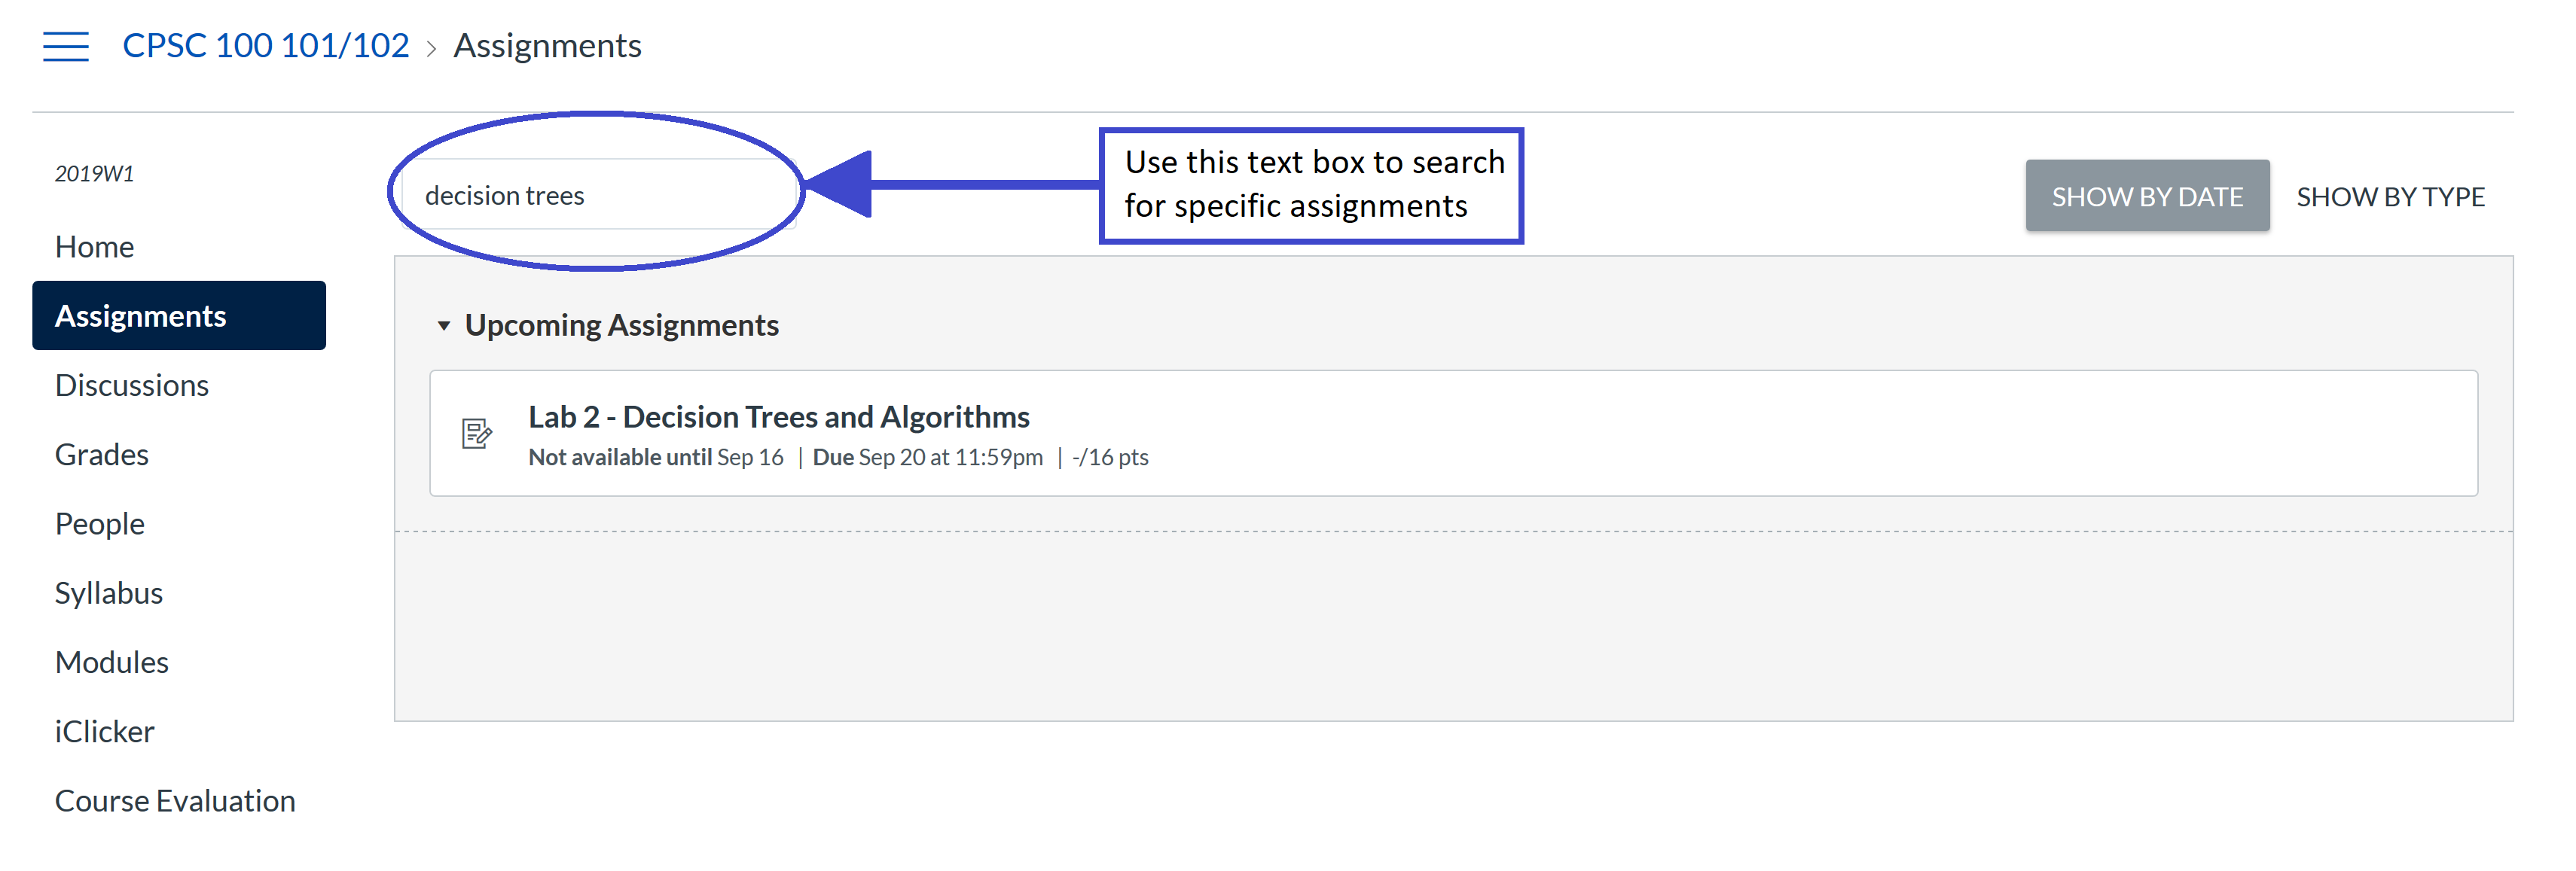 CPSC 100 101/102 > Assignments
2019W1
Home
Assignments
Discussions
Grades
People
Syllabus
Modules
iClicker
Course Evaluation
decision trees
Use this text box to search
for specific assignments
SHOW BY DATE
SHOW BY TYPE
Upcoming Assignments
Lab 2 - Decision Trees and Algorithms
Not available until Sep 16 | Due Sep 20 at 11:59pm | -/16 pts